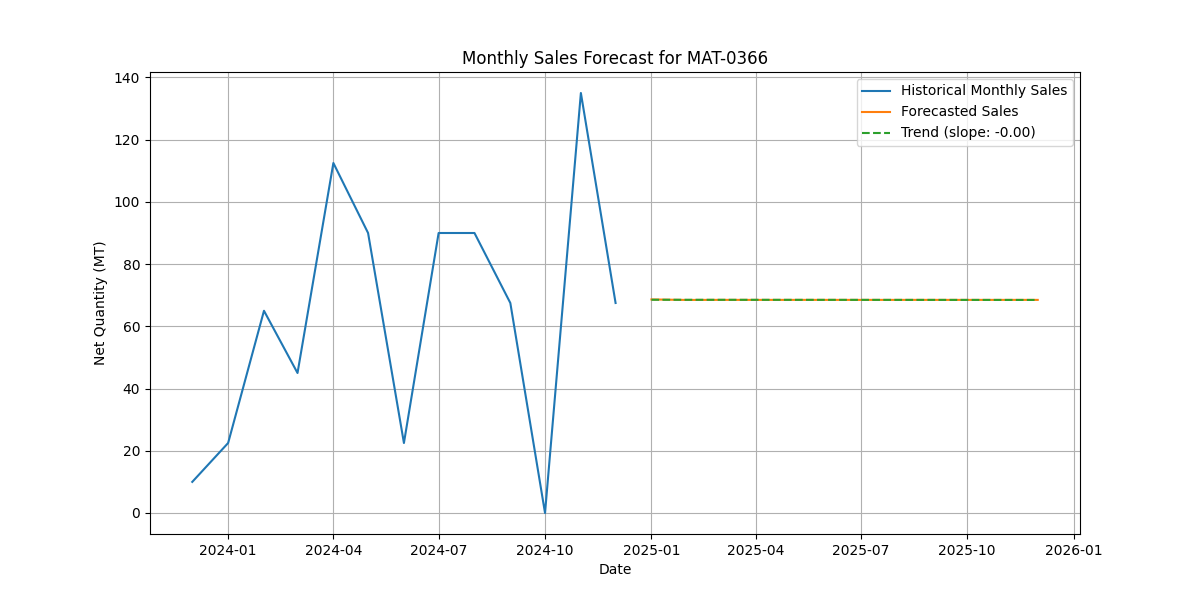 Monthly Sales Forecast for MAT-0366
Historical Monthly Sales
Forecasted Sales
Trend (slope: -0.00)
Net Quantity (MT)
140
120
100
80
60
40
20
0
2024-01
2024-04
2024-07
2024-10
2025-01
2025-04
2025-07
2025-10
2026-01
Date